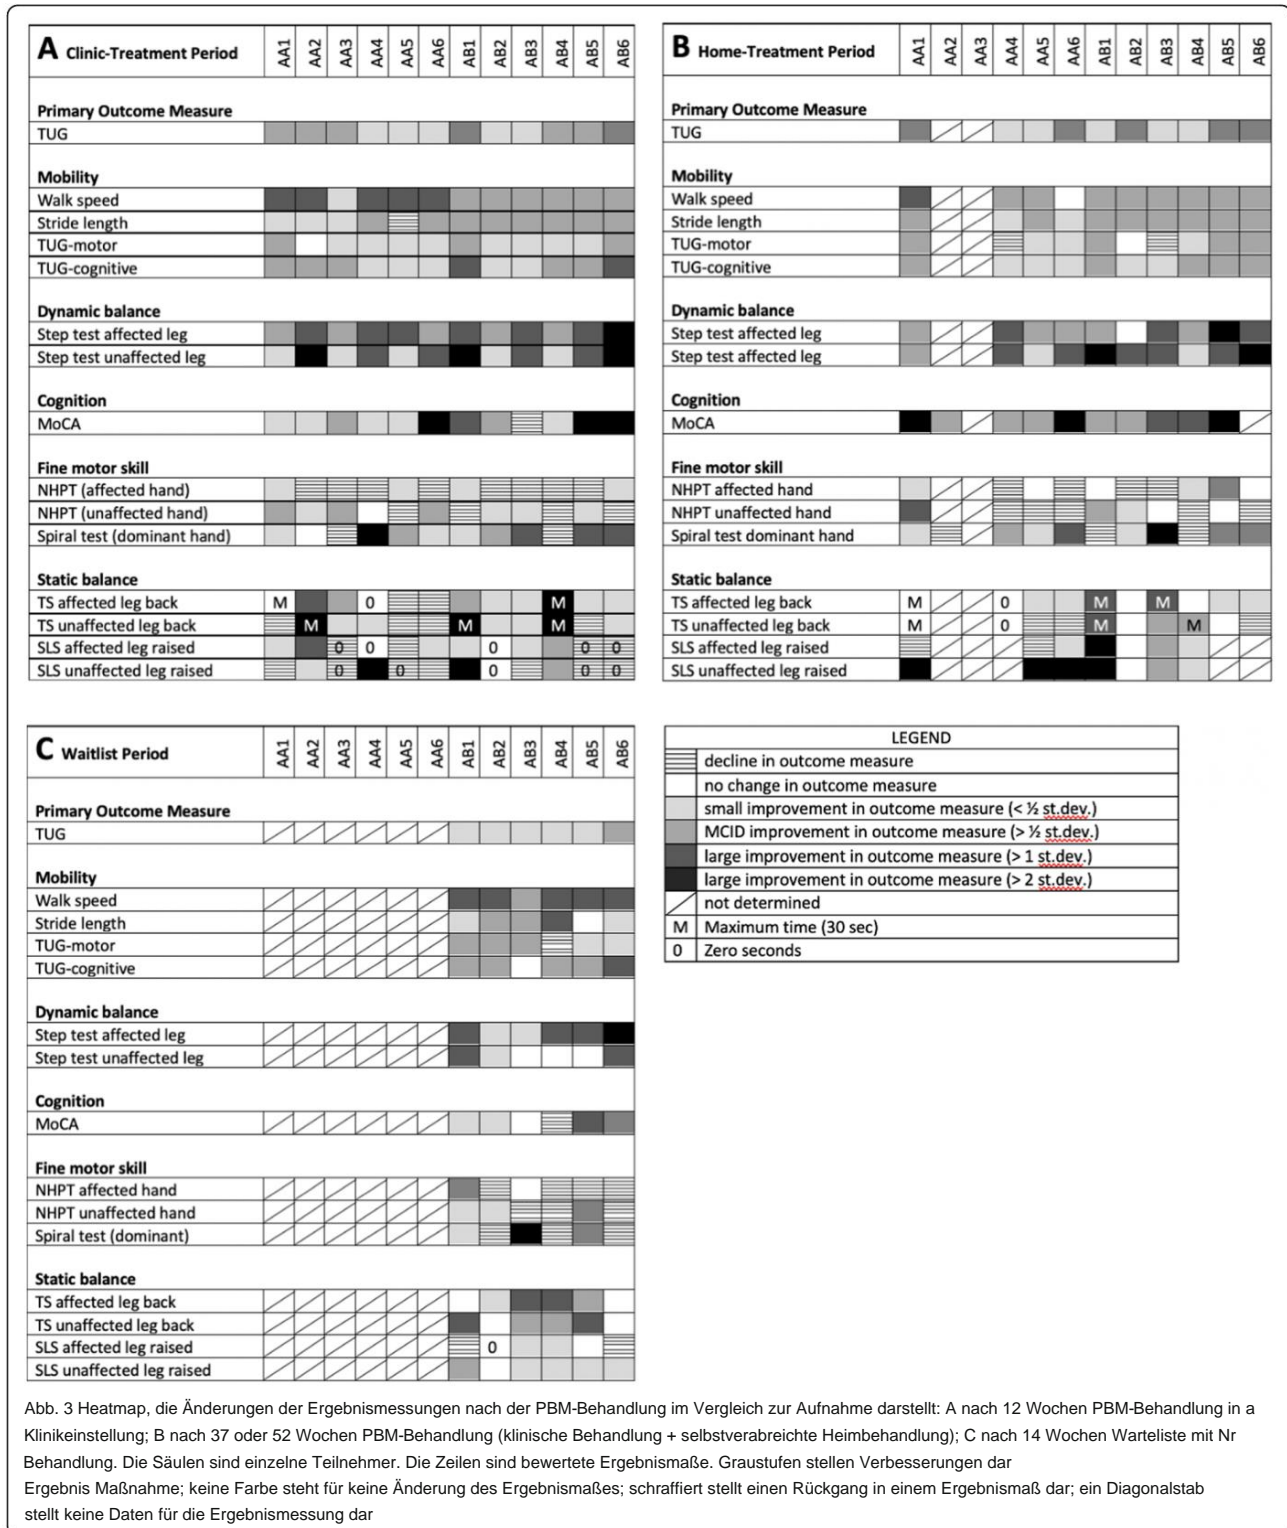 A Clinic-Treatment Period AA1 AA2 AA3 AA4 AA5 AA6 AB1 AB2 AB3 AB4 AB5 AB6
Primary Outcome Measure
TUG
Mobility
Walk speed
Stride length
TUG-motor
TUG-cognitive
Dynamic balance
Step test affected leg
Step test unaffected leg
Cognition
MoCA
Fine motor skill
NHPT (affected hand)
NHPT (unaffected hand)
Spiral test (dominant hand)
Static balance
TS affected leg back M 0 M
TS unaffected leg back M M M
SLS affected leg raised 0 0 0 0 0
SLS unaffected leg raised 0 0 0 0 0
B Home-Treatment Period AA1 AA2 AA3 AA4 AA5 AA6 AB1 AB2 AB3 AB4 AB5 AB6
Primary Outcome Measure
TUG
Mobility
Walk speed
Stride length
TUG-motor
TUG-cognitive
Dynamic balance
Step test affected leg
Step test affected leg
Cognition
MoCA
Fine motor skill
NHPT affected hand
NHPT unaffected hand
Spiral test dominant hand
Static balance
TS affected leg back M 0 M M
TS unaffected leg back M 0 M M
SLS affected leg raised
SLS unaffected leg raised
C Waitlist Period AA1 AA2 AA3 AA4 AA5 AA6 AB1 AB2 AB3 AB4 AB5 AB6
Primary Outcome Measure
TUG
Mobility
Walk speed
Stride length
TUG-motor
TUG-cognitive
Dynamic balance
Step test affected leg
Step test unaffected leg
Cognition
MoCA
Fine motor skill
NHPT affected hand
NHPT unaffected hand
Spiral test (dominant)
Static balance
TS affected leg back
TS unaffected leg back
SLS affected leg raised 0
SLS unaffected leg raised
LEGEND
decline in outcome measure
no change in outcome measure
small improvement in outcome measure (< ½ st.dev.)
MCID improvement in outcome measure (> ½ st.dev.)
large improvement in outcome measure (> 1 st.dev.)
large improvement in outcome measure (> 2 st.dev.)
not determined
M Maximum time (30 sec)
0 Zero seconds
Abb. 3 Heatmap, die Änderungen der Ergebnismessungen nach der PBM-Behandlung im Vergleich zur Aufnahme darstellt: A nach 12 Wochen PBM-Behandlung in a
Klinikeinstellung; B nach 37 oder 52 Wochen PBM-Behandlung (klinische Behandlung + selbstverabreichte Heimbehandlung); C nach 14 Wochen Warteliste mit Nr
Behandlung. Die Säulen sind einzelne Teilnehmer. Die Zeilen sind bewertete Ergebnismaße. Graustufen stellen Verbesserungen dar
Ergebnis Maßnahme; keine Farbe steht für keine Änderung des Ergebnismaßes; schraffiert stellt einen Rückgang in einem Ergebnismaß dar; ein Diagonalstab
stellt keine Daten für die Ergebnismessung dar